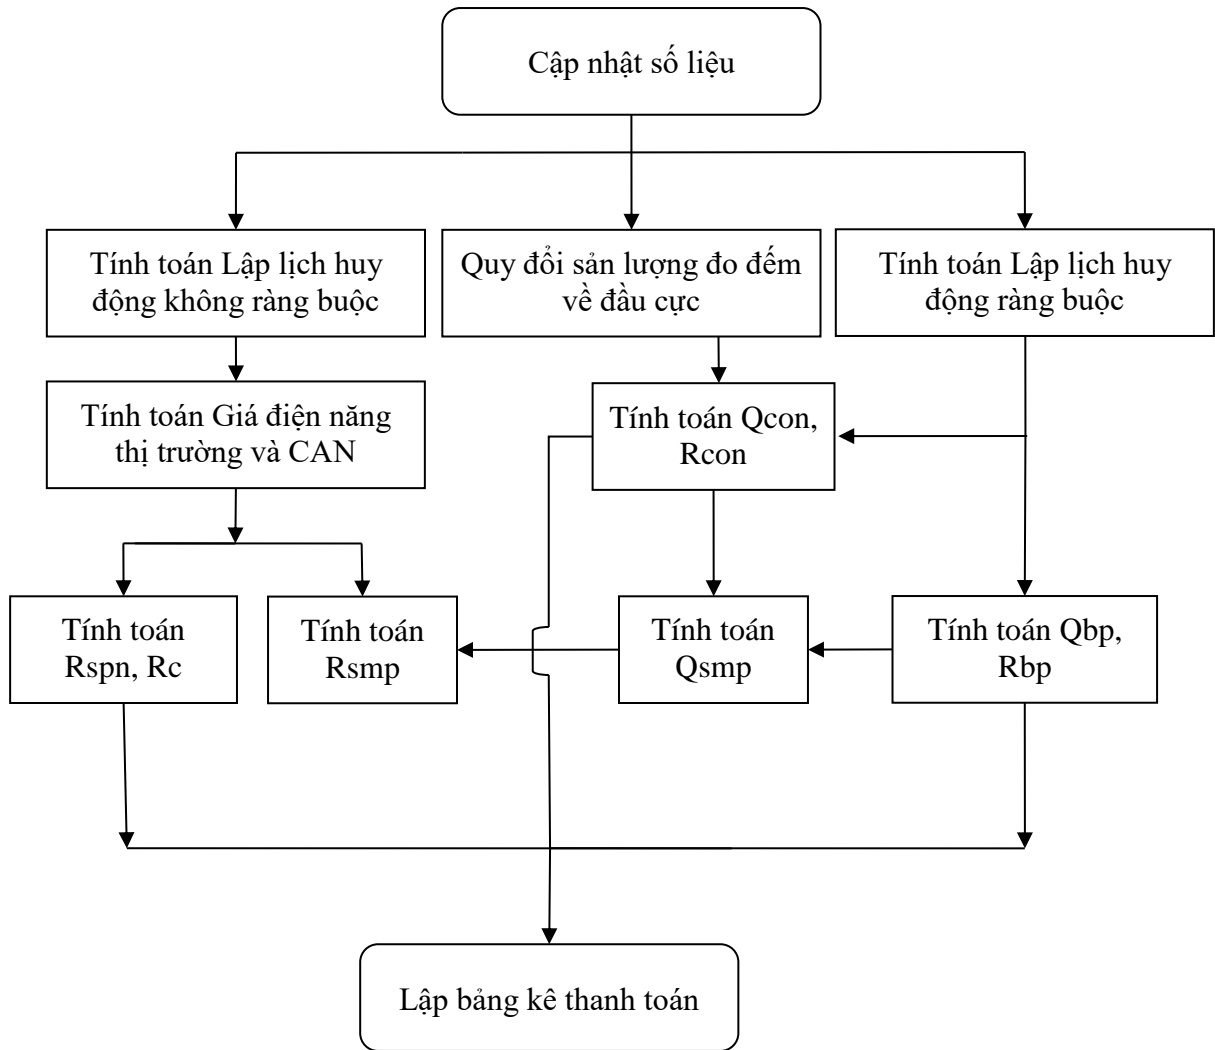 Cập nhật số liệu
Tính toán Lập lịch huy
động không ràng buộc
Quy đổi sản lượng đo đếm
về đầu cực
Tính toán Lập lịch huy
động ràng buộc
Tính toán Giá điện năng
thị trường và CAN
Tính toán Qcon,
Rcon
Tính toán
Rspn, Rc
Tính toán
Rsmp
Tính toán
Qsmp
Tính toán Qbp,
Rbp
Lập bảng kê thanh toán